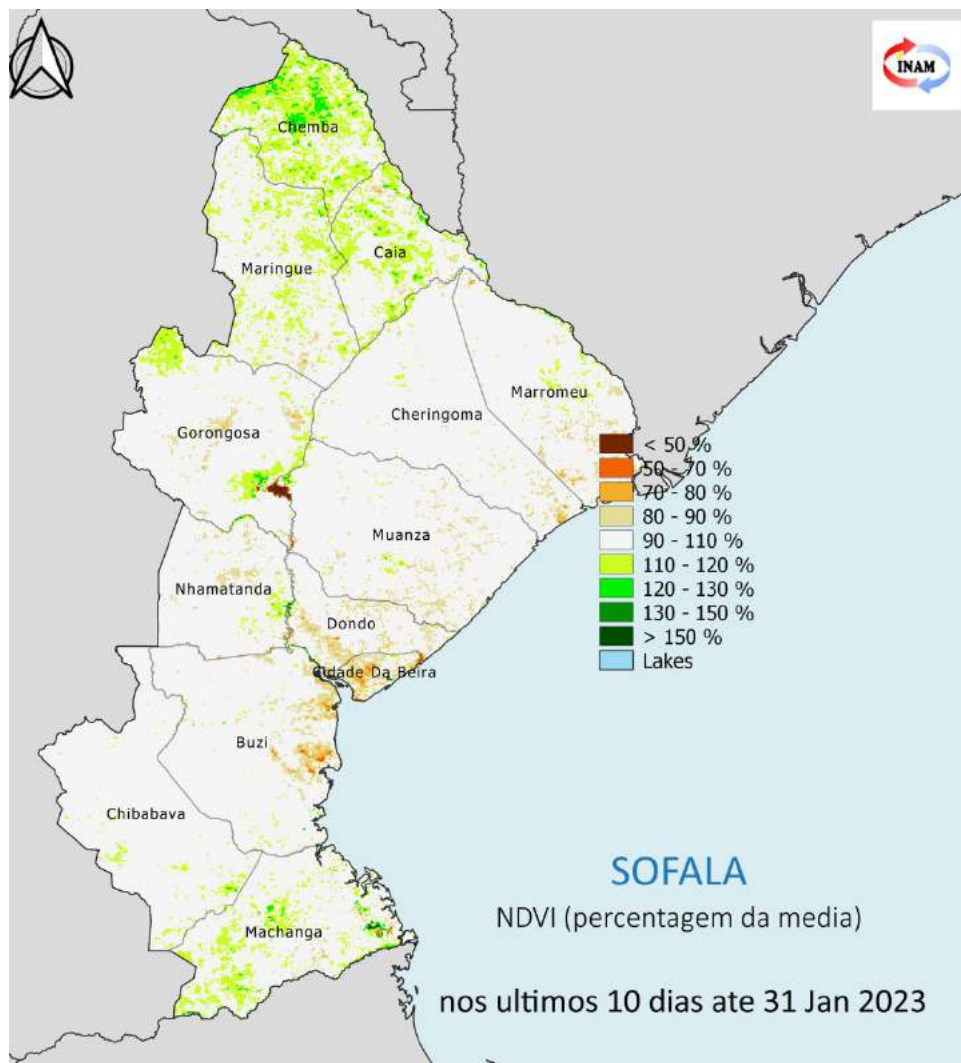 INAM
Chemba
Caia
Maringue
Marromeu
Cheringoma
Gorongosa
< 50 %
50 - 70 %
70 - 80 %
80 - 90 %
90 - 110 %
110 - 120 %
120 - 130 %
130 - 150 %
> 150 %
Lakes
Muanza
Nhamatanda
Dondo
Cidade Da Beira
Buzi
Chibabava
Machanga
SOFALA
NDVI (percentagem da media)
nos ultimos 10 dias ate 31 Jan 2023